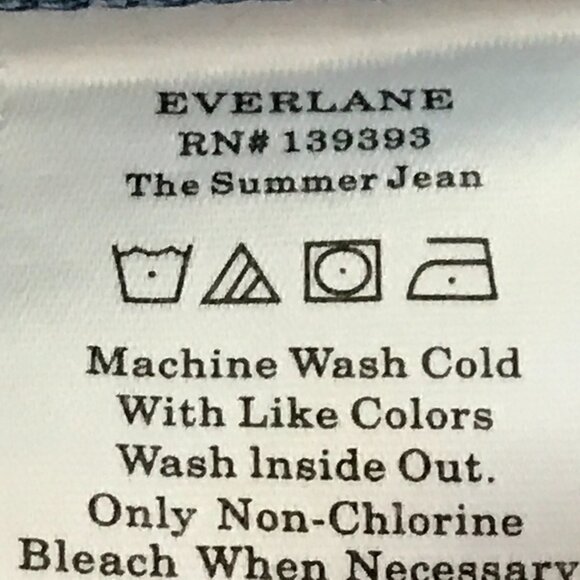 EVERLANE
RN# 139393
The Summer Jean
Machine Wash Cold
With Like Colors
Wash Inside Out.
Only Non-Chlorine
Bleach When Necessary